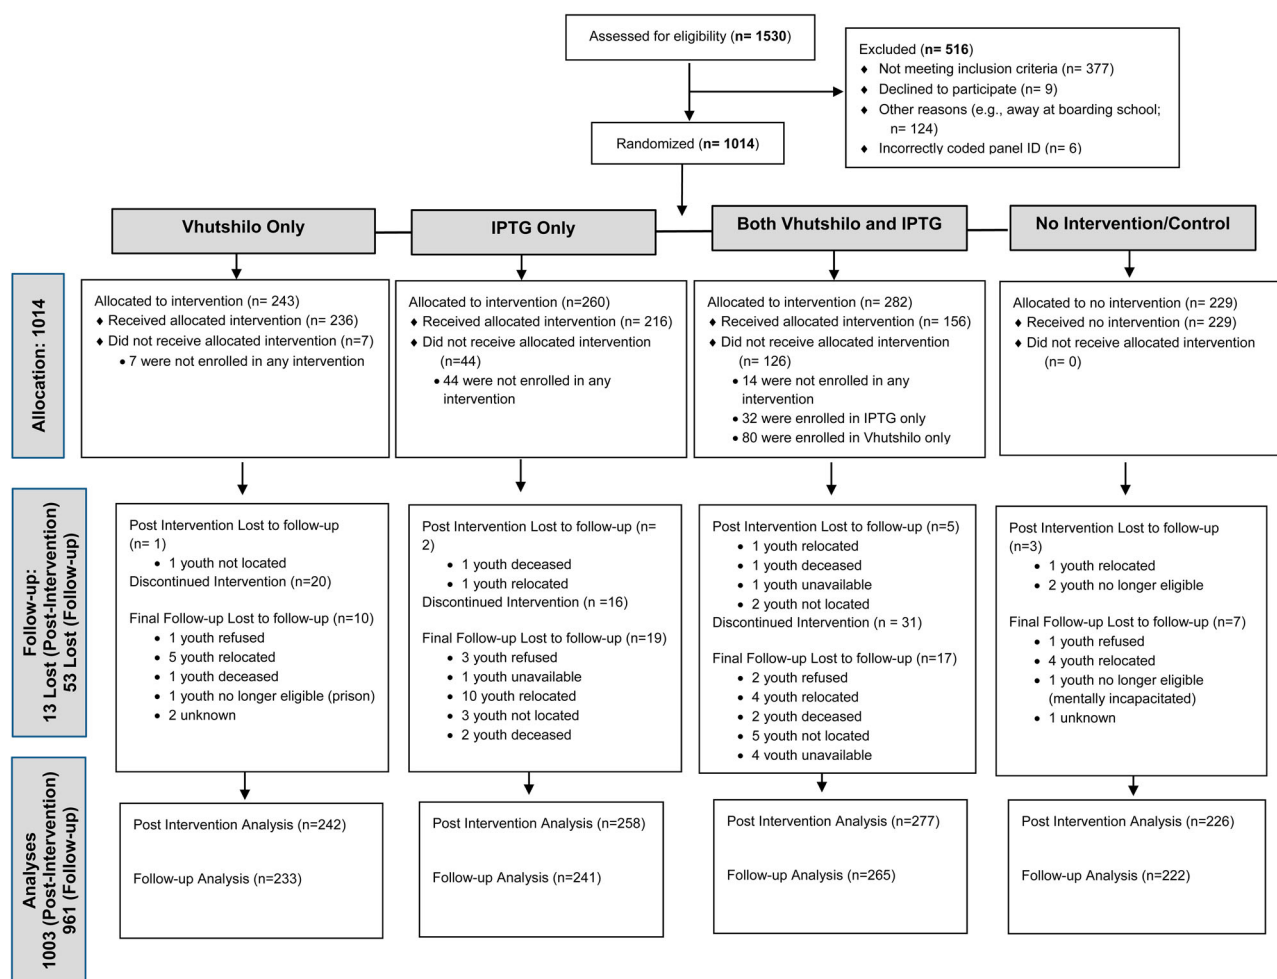 Assessed for eligibility (n= 1530)
Excluded (n= 516)
♦ Not meeting inclusion criteria (n= 377)
♦ Declined to participate (n= 9)
♦ Other reasons (e.g., away at boarding school;
n= 124)
♦ Incorrectly coded panel ID (n= 6)
Randomized (n= 1014)
Vhutshilo Only
IPTG Only
Both Vhutshilo and IPTG
No Intervention/Control
Allocation: 1014
Allocated to intervention (n= 243)
♦ Received allocated intervention (n= 236)
♦ Did not receive allocated intervention (n=7)
• 7 were not enrolled in any intervention
Allocated to intervention (n=260)
♦ Received allocated intervention (n= 216)
♦ Did not receive allocated intervention
(n=44)
• 44 were not enrolled in any
intervention
Allocated to intervention (n= 282)
♦ Received allocated intervention (n= 156)
♦ Did not receive allocated intervention
(n= 126)
• 14 were not enrolled in any
intervention
• 32 were enrolled in IPTG only
• 80 were enrolled in Vhutshilo only
Allocated to no intervention (n= 229)
♦ Received no intervention (n= 229)
♦ Did not receive allocated intervention
(n= 0)
Follow-up:
13 Lost (Post-Intervention)
53 Lost (Follow-up)
Post Intervention Lost to follow-up
(n= 1)
• 1 youth not located
Discontinued Intervention (n=20)
Final Follow-up Lost to follow-up (n=10)
• 1 youth refused
• 5 youth relocated
• 1 youth deceased
• 1 youth no longer eligible (prison)
• 2 unknown
Post Intervention Lost to follow-up (n=
2)
• 1 youth deceased
• 1 youth relocated
Discontinued Intervention (n =16)
Final Follow-up Lost to follow-up (n=19)
• 3 youth refused
• 1 youth unavailable
• 10 youth relocated
• 3 youth not located
• 2 youth deceased
Post Intervention Lost to follow-up (n=5)
• 1 youth relocated
• 1 youth deceased
• 1 youth unavailable
• 2 youth not located
Discontinued Intervention (n = 31)
Final Follow-up Lost to follow-up (n=17)
• 2 youth refused
• 4 youth relocated
• 2 youth deceased
• 5 youth not located
• 4 youth unavailable
Post Intervention Lost to follow-up
(n=3)
• 1 youth relocated
• 2 youth no longer eligible
Final Follow-up Lost to follow-up (n=7)
• 1 youth refused
• 4 youth relocated
• 1 youth no longer eligible
(mentally incapacitated)
• 1 unknown
Analyses
1003 (Post-Intervention)
961 (Follow-up)
Post Intervention Analysis (n=242)
Follow-up Analysis (n=233)
Post Intervention Analysis (n=258)
Follow-up Analysis (n=241)
Post Intervention Analysis (n=277)
Follow-up Analysis (n=265)
Post Intervention Analysis (n=226)
Follow-up Analysis (n=222)